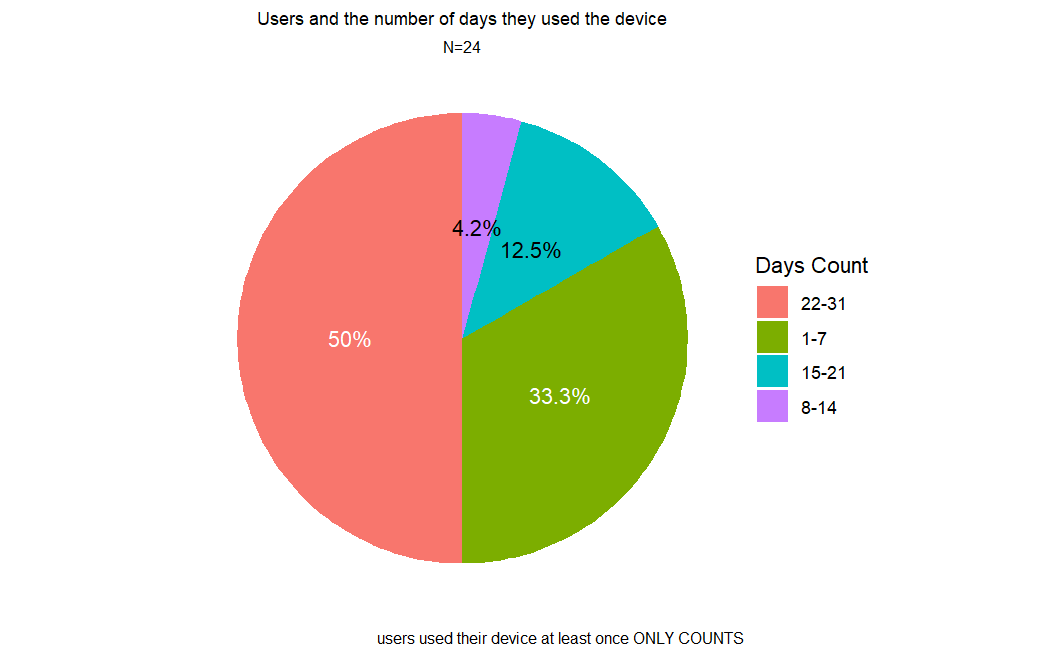 Users and the number of days they used the device
N=24
4.2%
12.5%
50%
33.3%
Days Count
22-31
1-7
15-21
8-14
users used their device at least once ONLY COUNTS